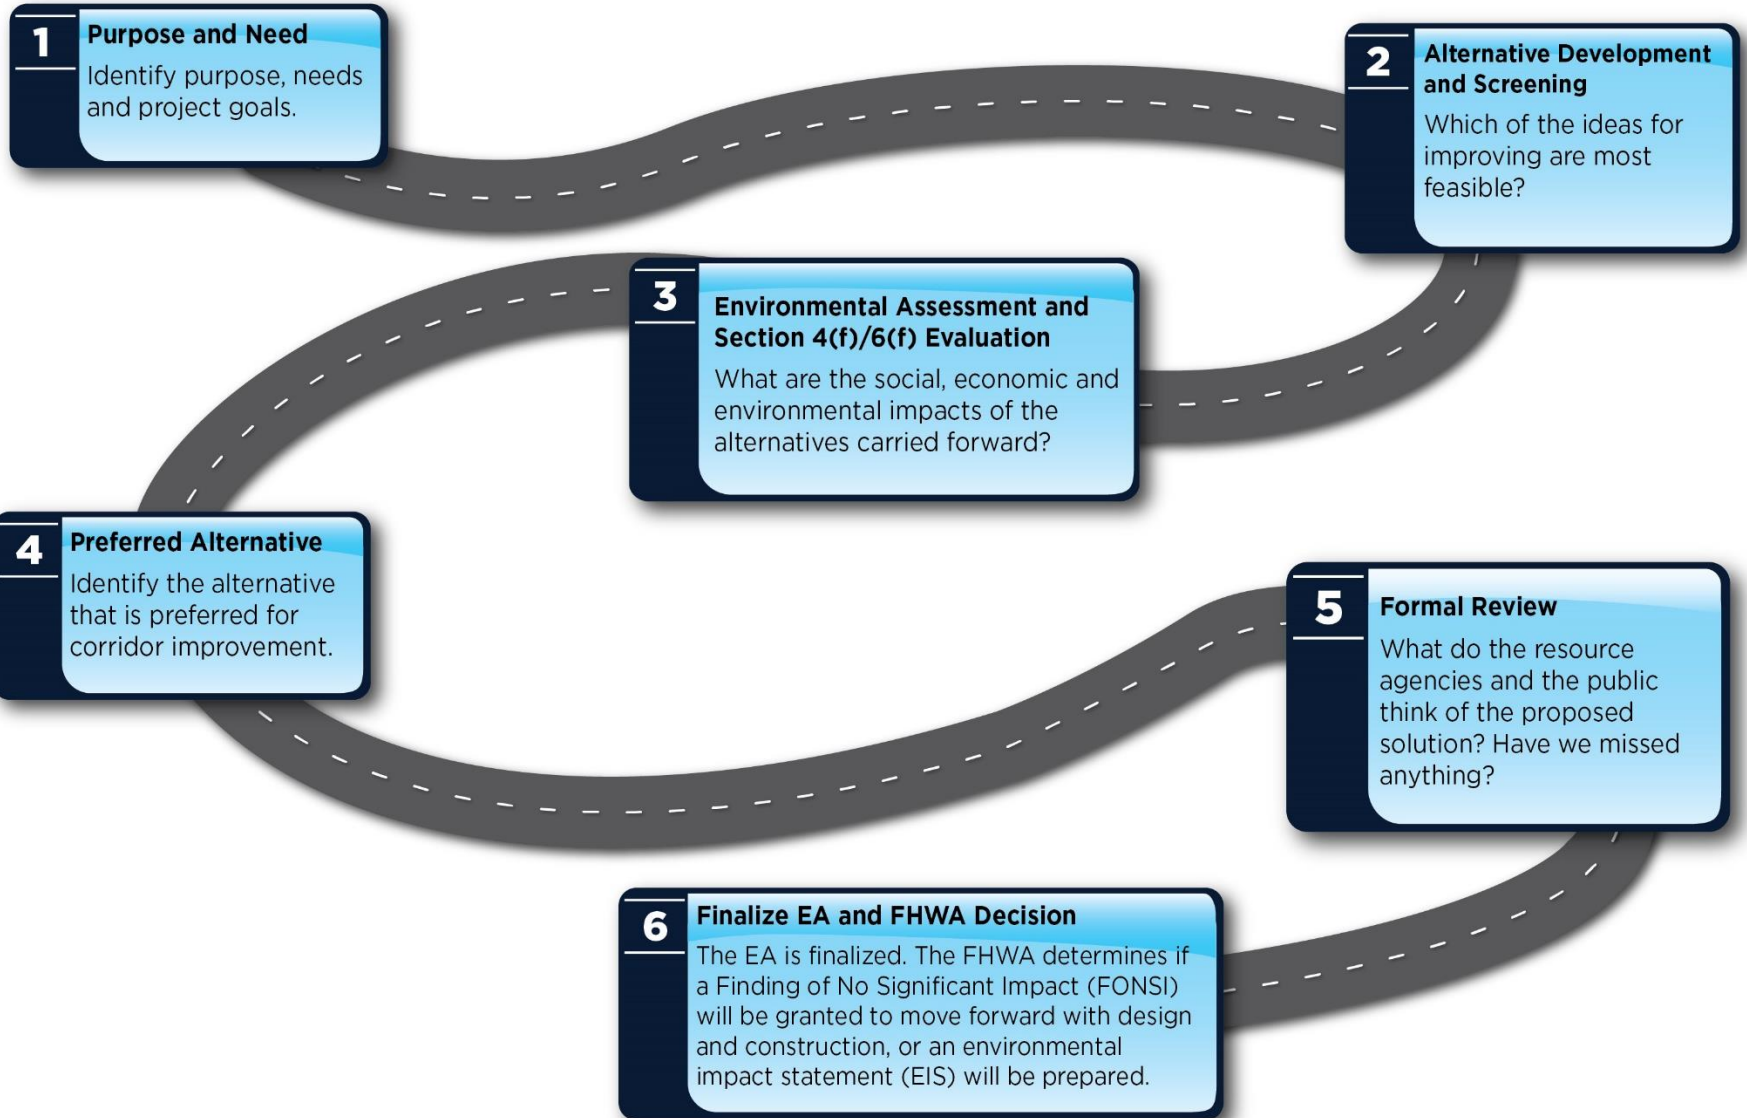 1
Purpose and Need
Identify purpose, needs
and project goals.
2
Alternative Development
and Screening
Which of the ideas for
improving are most
feasible?
3
Environmental Assessment and
Section 4(f)/6(f) Evaluation
What are the social, economic and
environmental impacts of the
alternatives carried forward?
4
Preferred Alternative
Identify the alternative
that is preferred for
corridor improvement.
5
Formal Review
What do the resource
agencies and the public
think of the proposed
solution? Have we missed
anything?
6
Finalize EA and FHWA Decision
The EA is finalized. The FHWA determines if
a Finding of No Significant Impact (FONSI)
will be granted to move forward with design
and construction, or an environmental
impact statement (EIS) will be prepared.